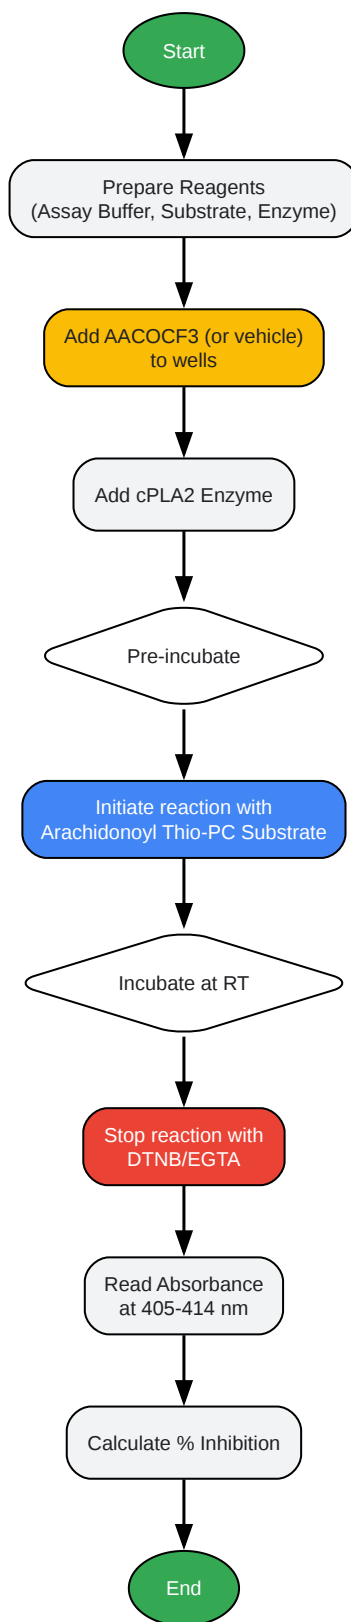 Start
Prepare Reagents
(Assay Buffer, Substrate, Enzyme)
Add AACOCF3 (or vehicle)
to wells
Add cPLA2 Enzyme
Pre-incubate
Initiate reaction with
Arachidonoyl Thio-PC Substrate
Incubate at RT
Stop reaction with
DTNB/EGTA
Read Absorbance
at 405-414 nm
Calculate % Inhibition
End